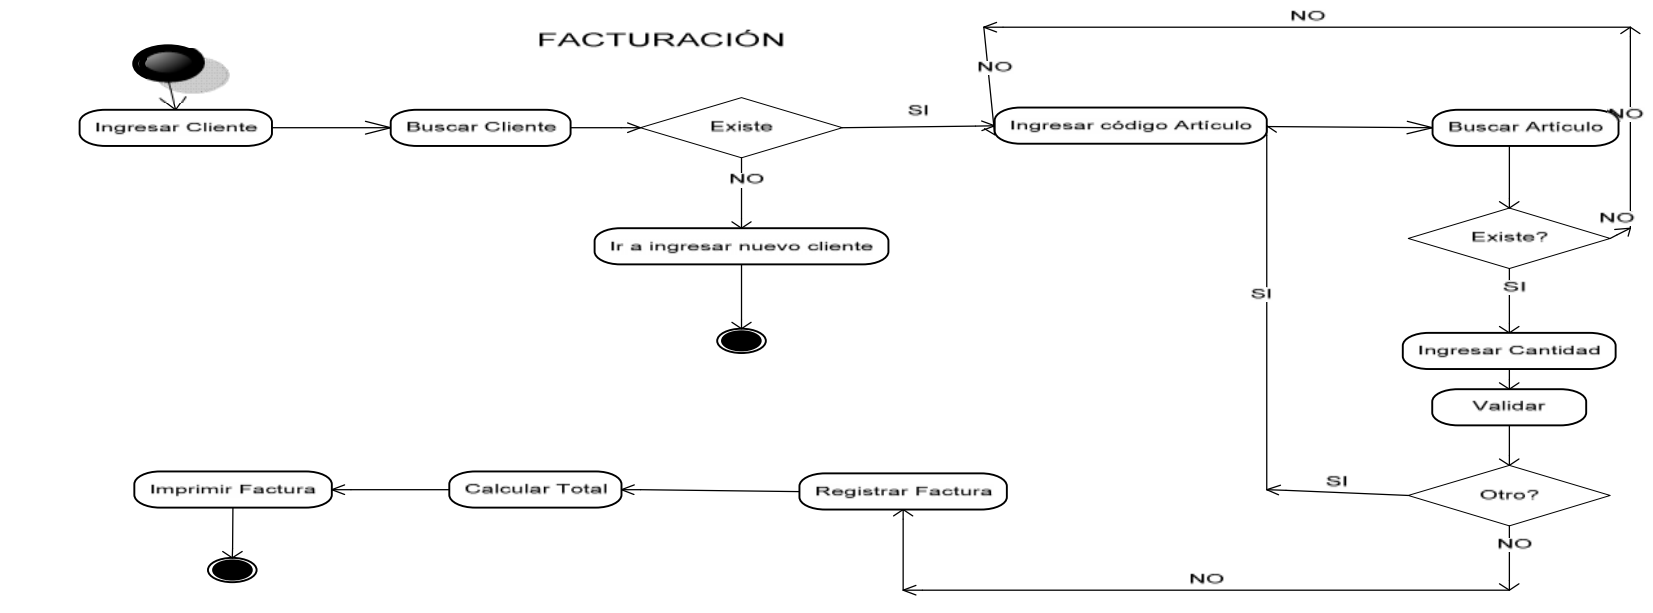 NO
FACTURACIÓN
NO
SI
NO
Ingresar Cliente
Buscar Cliente
Existe
Ingresar código Artículo
Buscar Artículo
NO
NO
Ir a ingresar nuevo cliente
Existe?
SI
SI
Ingresar Cantidad
Validar
SI
Imprimir Factura
Calcular Total
Registrar Factura
Otro?
NO
NO